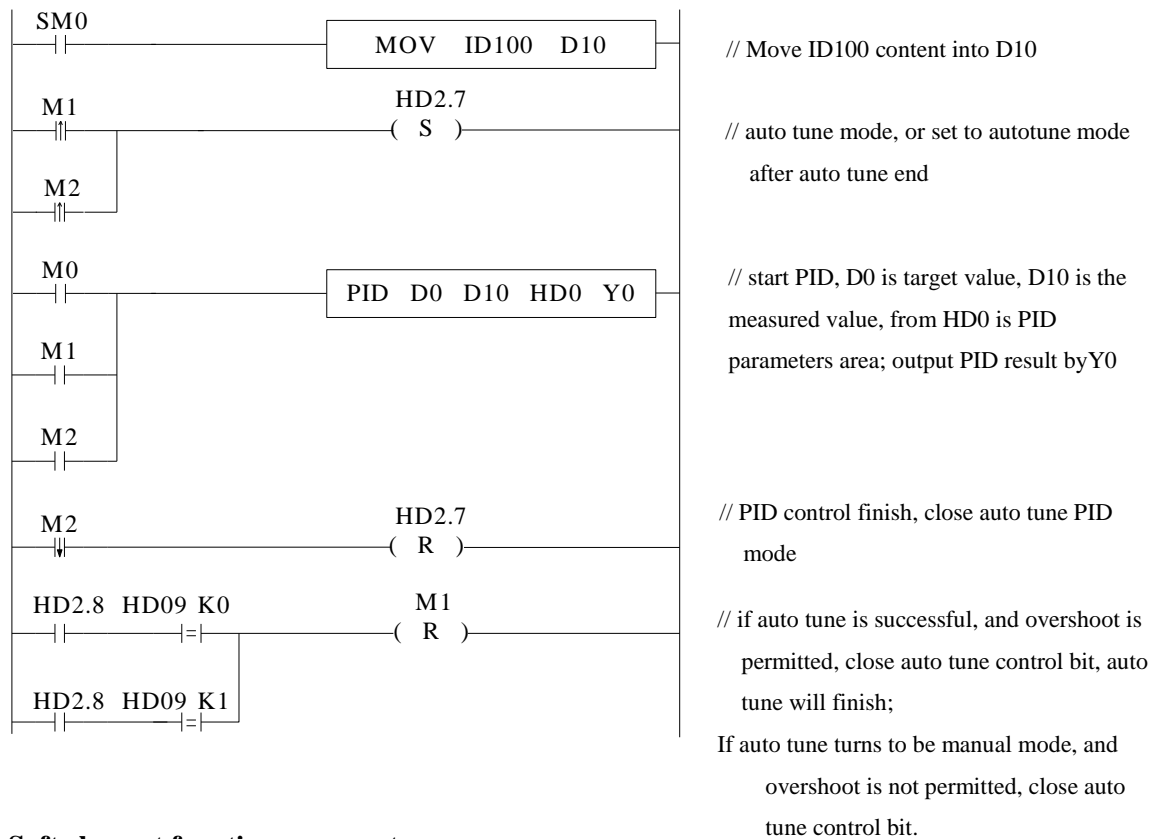 SM0
MOV ID100 D10
// Move ID100 content into D10
M1
HD2.7
( S )
// auto tune mode, or set to autotune mode
after auto tune end
M2
M0
PID D0 D10 HD0 Y0
// start PID, D0 is target value, D10 is the
measured value, from HD0 is PID
parameters area; output PID result byY0
M1
M2
M2
HD2.7
( R )
// PID control finish, close auto tune PID
mode
HD2.8 HD09 K0
=
M1
( R )
// if auto tune is successful, and overshoot is
permitted, close auto tune control bit, auto
tune will finish;
HD2.8 HD09 K1
=
If auto tune turns to be manual mode, and
overshoot is not permitted, close auto
tune control bit.